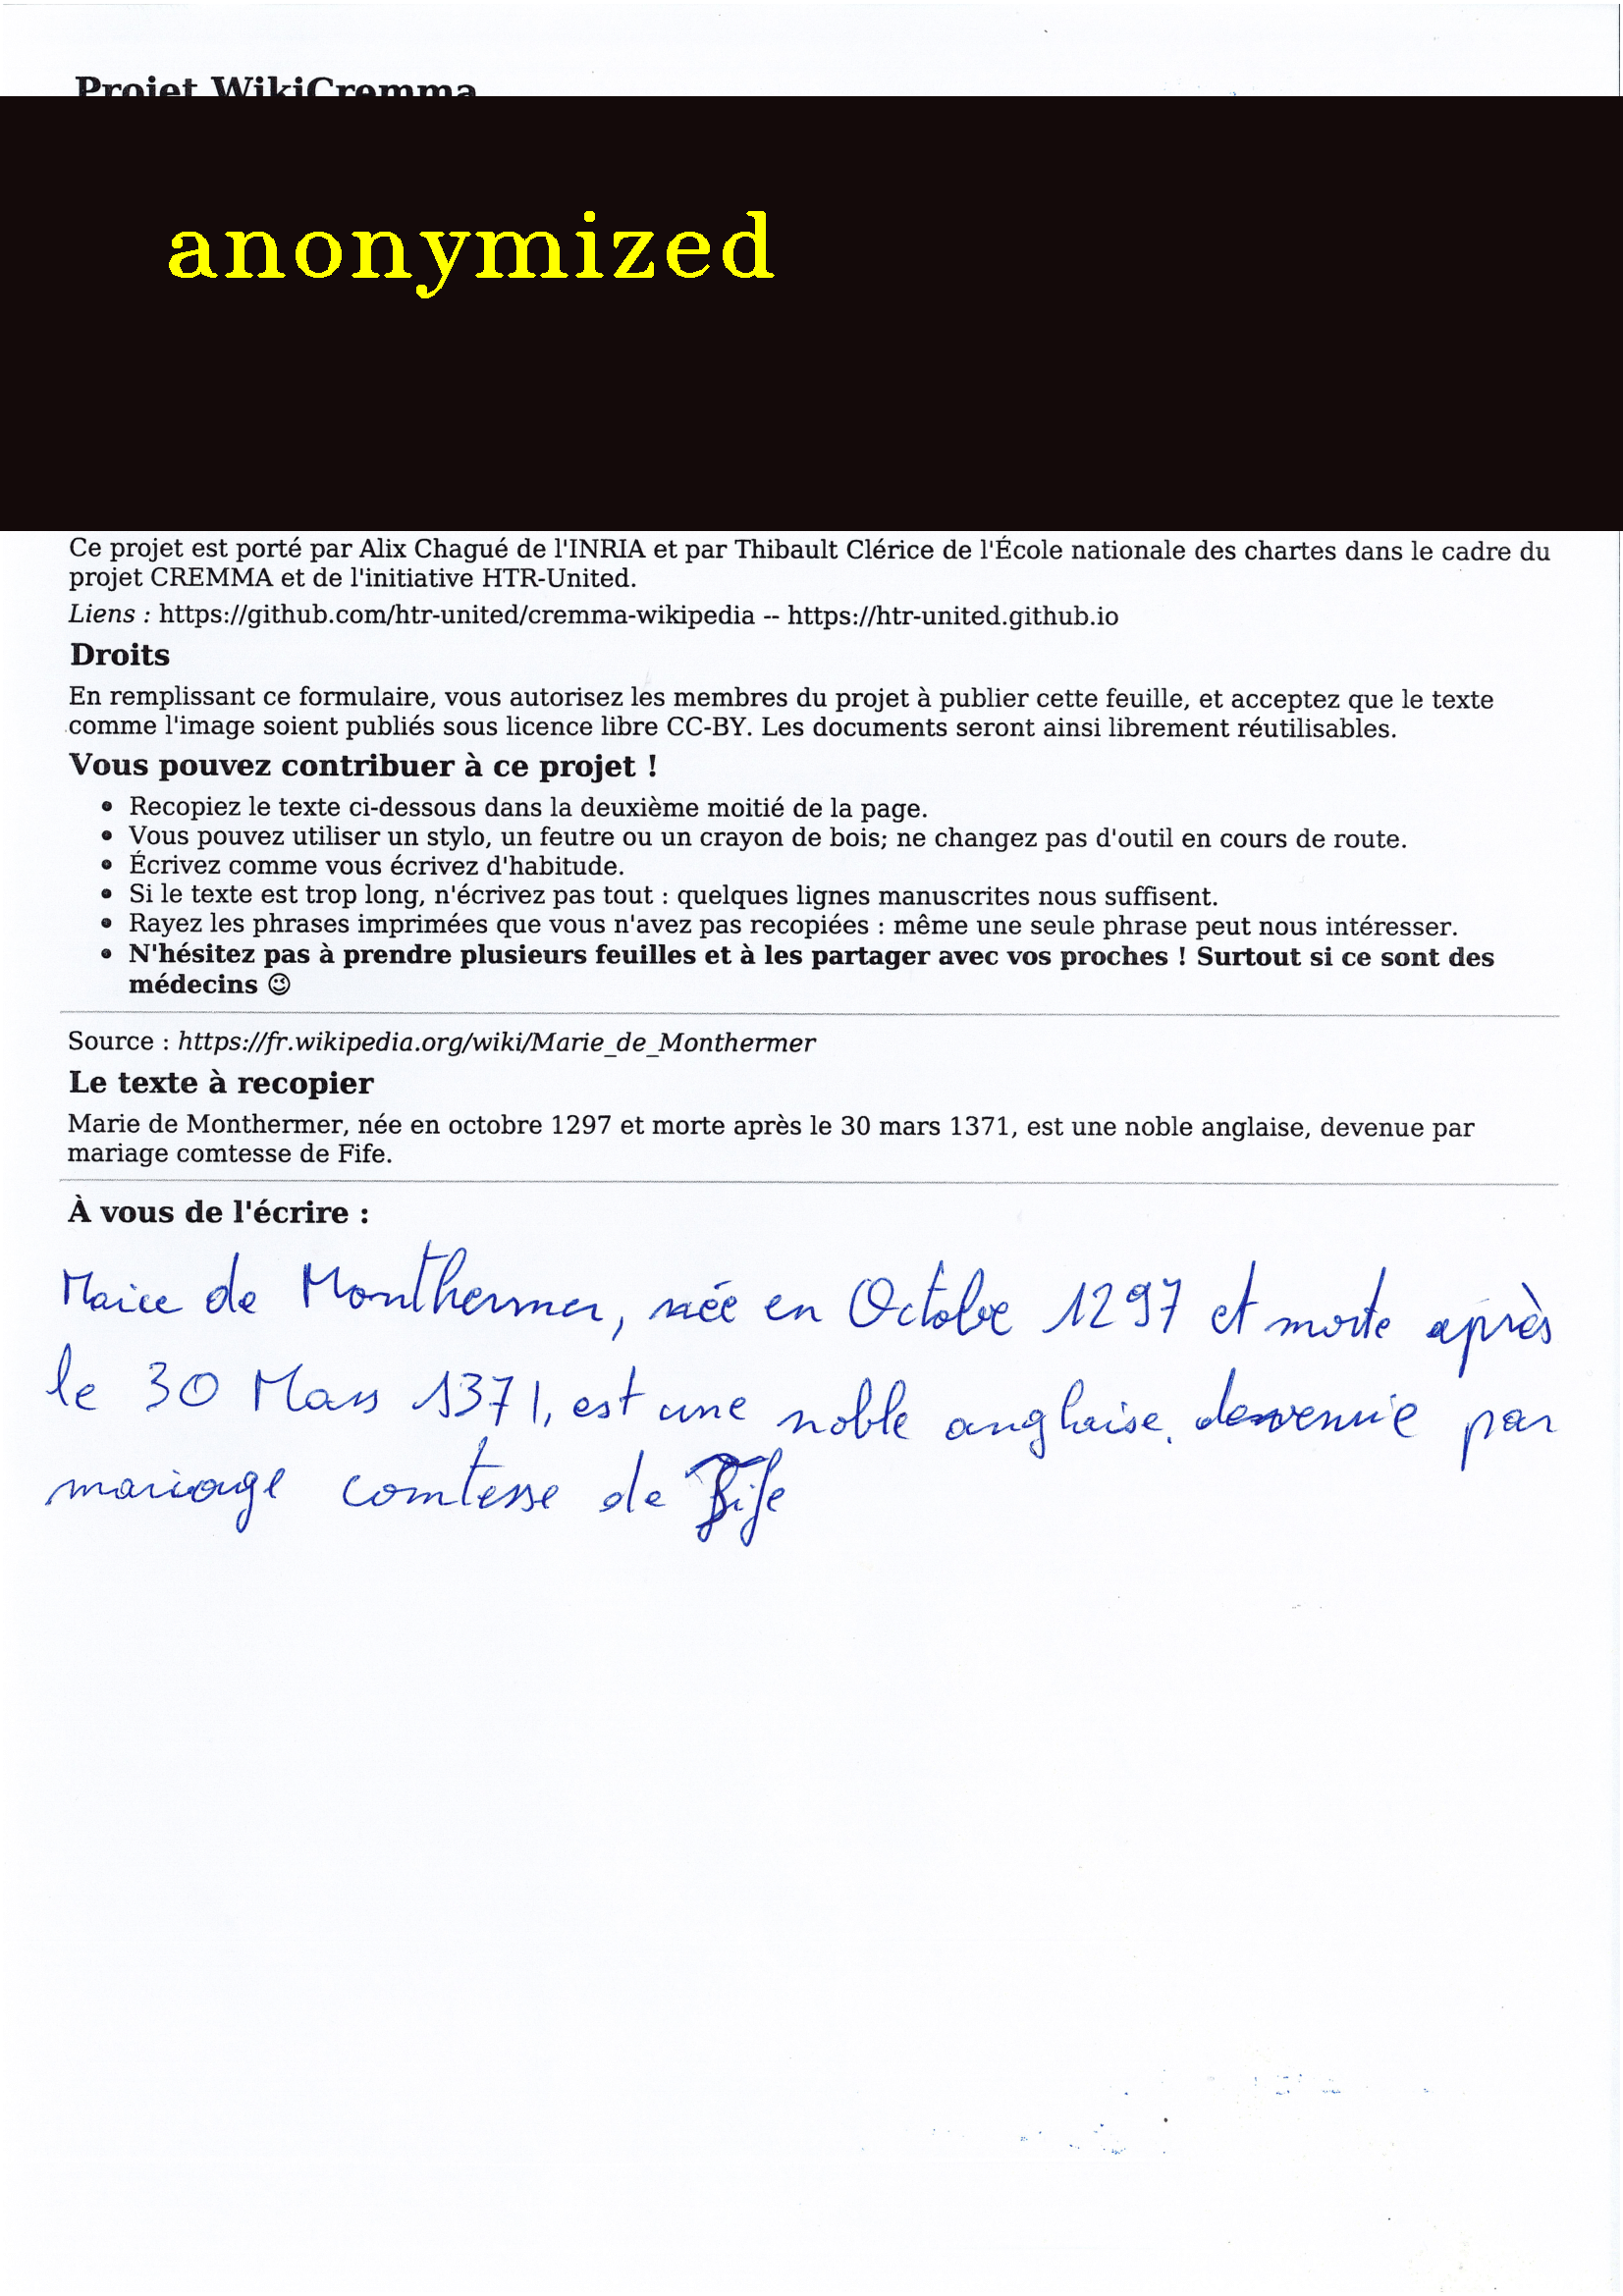 Projet WikiCremma
anonymized
Ce projet est porté par Alix Chagué de l'INRIA et par Thibault Clérice de l'École nationale des chartes dans le cadre du
projet CREMMA et de l'initiative HTR-United.
Liens : https://github.com/htr-united/cremma-wikipedia -- https://htr-united.github.io
Droits
En remplissant ce formulaire, vous autorisez les membres du projet à publier cette feuille, et acceptez que le texte
comme l'image soient publiés sous licence libre CC-BY. Les documents seront ainsi librement réutilisables.
Vous pouvez contribuer à ce projet !
• Recopiez le texte ci-dessous dans la deuxième moitié de la page.
• Vous pouvez utiliser un stylo, un feutre ou un crayon de bois; ne changez pas d'outil en cours de route.
• Écrivez comme vous écrivez d'habitude.
• Si le texte est trop long, n'écrivez pas tout : quelques lignes manuscrites nous suffisent.
• Rayez les phrases imprimées que vous n'avez pas recopiées : même une seule phrase peut nous intéresser.
• N'hésitez pas à prendre plusieurs feuilles et à les partager avec vos proches ! Surtout si ce sont des
médecins ☺
Source : https://fr.wikipedia.org/wiki/Marie_de_Monthermer
Le texte à recopier
Marie de Monthermer, née en octobre 1297 et morte après le 30 mars 1371, est une noble anglaise, devenue par
mariage comtesse de Fife.
À vous de l'écrire :
Marie de Monthermer, née en Octobre 1297 et morte après
le 30 Mars 1371, est une noble anglaise, devenue par
mariage comtesse de Fife